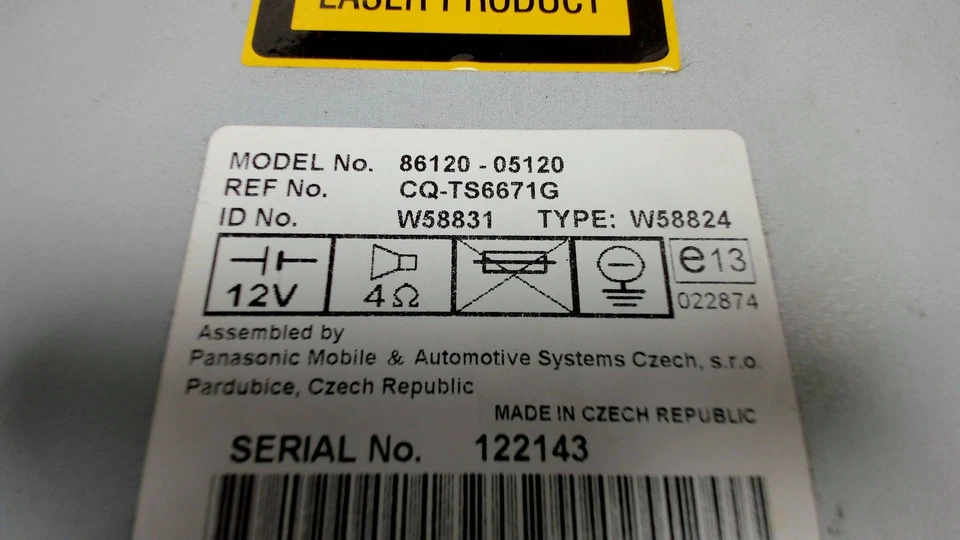 LASER PRODUCT
MODEL No. 86120 - 05120
REF No. CQ-TS6671G
ID No. W58831 TYPE: W58824
12V 4Ω e13
022874
Assembled by
Panasonic Mobile & Automotive Systems Czech, s.r.o.
Pardubice, Czech Republic
MADE IN CZECH REPUBLIC
SERIAL No. 122143